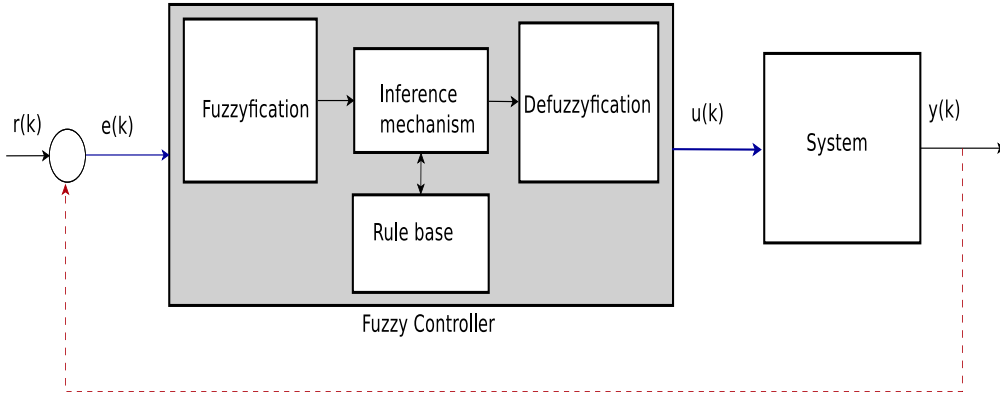 r(k)
e(k)
Fuzzyfication
Inference
mechanism
Defuzzyfication
Rule base
Fuzzy Controller
u(k)
System
y(k)